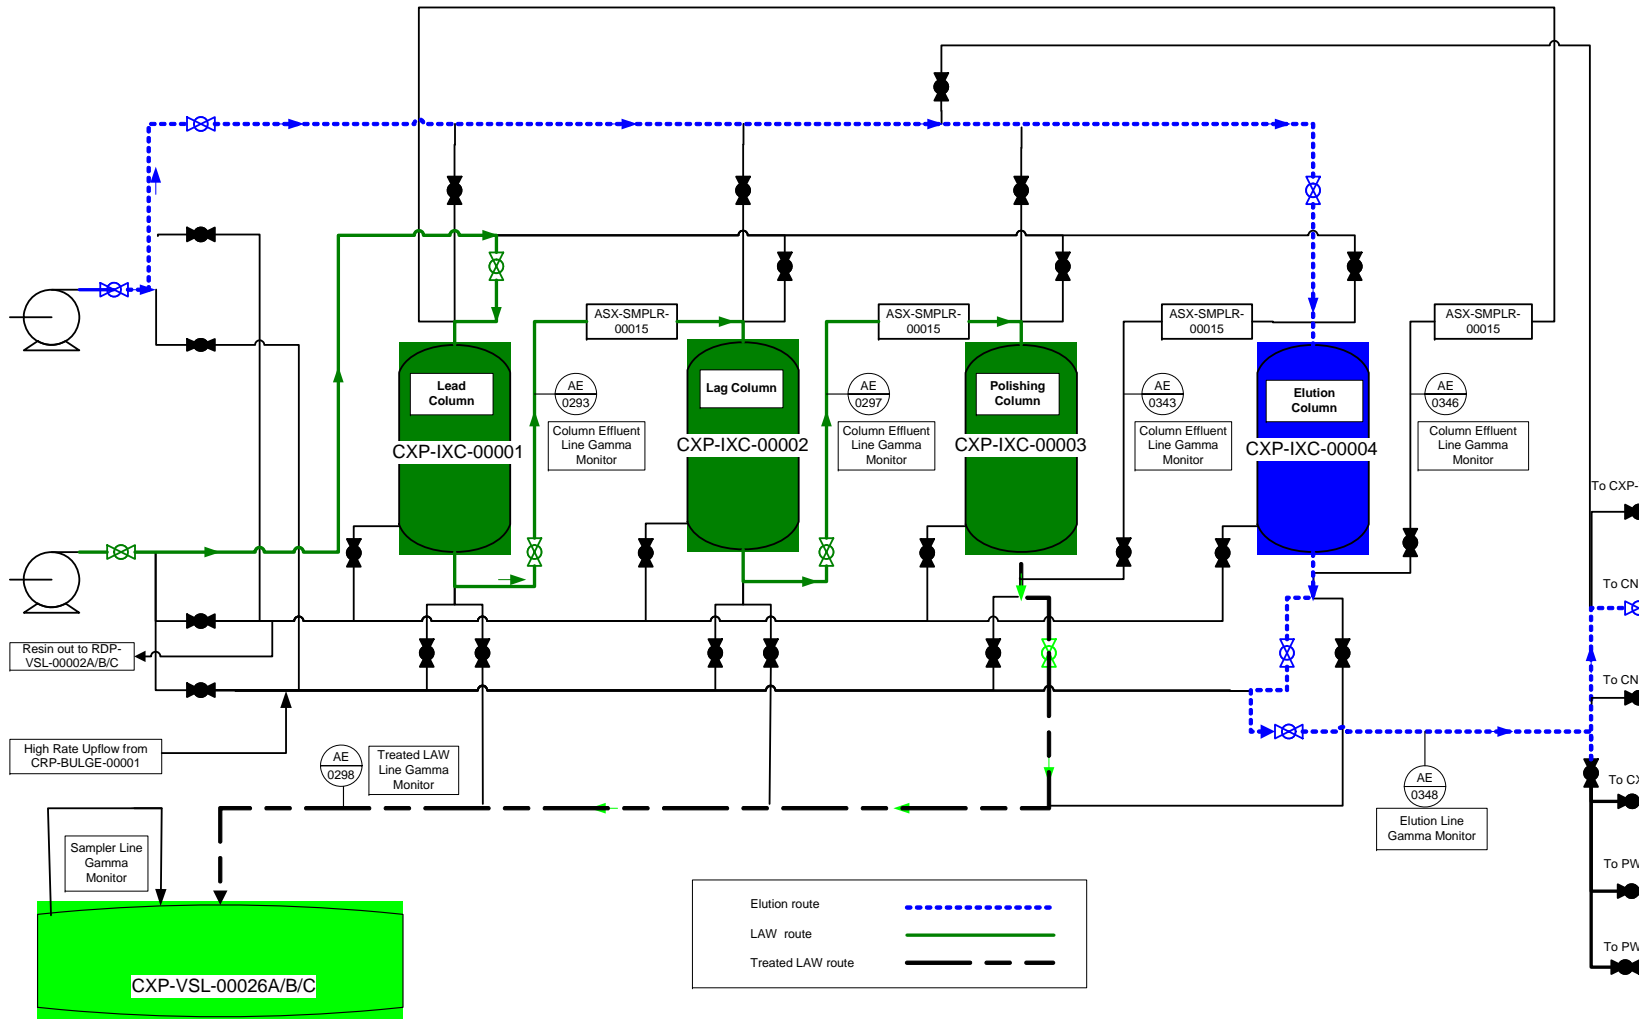 ASX-SMPLR-
00015
ASX-SMPLR-
00015
ASX-SMPLR-
00015
ASX-SMPLR-
00015
Lead
Column
CXP-IXC-00001
AE
0293
Column Effluent
Line Gamma
Monitor
Lag Column
CXP-IXC-00002
AE
0297
Column Effluent
Line Gamma
Monitor
Polishing
Column
CXP-IXC-00003
AE
0343
Column Effluent
Line Gamma
Monitor
Elution
Column
CXP-IXC-00004
AE
0346
Column Effluent
Line Gamma
Monitor
To CXP-
To CN
To CN
To CX
To PW
To PW
Resin out to RDP-
VSL-00002A/B/C
High Rate Upflow from
CRP-BULGE-00001
AE
0298
Treated LAW
Line Gamma
Monitor
AE
0348
Elution Line
Gamma Monitor
Sampler Line
Gamma
Monitor
CXP-VSL-00026A/B/C
Elution route
LAW route
Treated LAW route